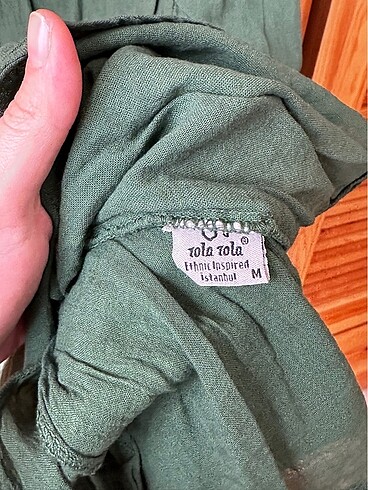 rola rola®
Ethnic Inspired
Istanbul
M